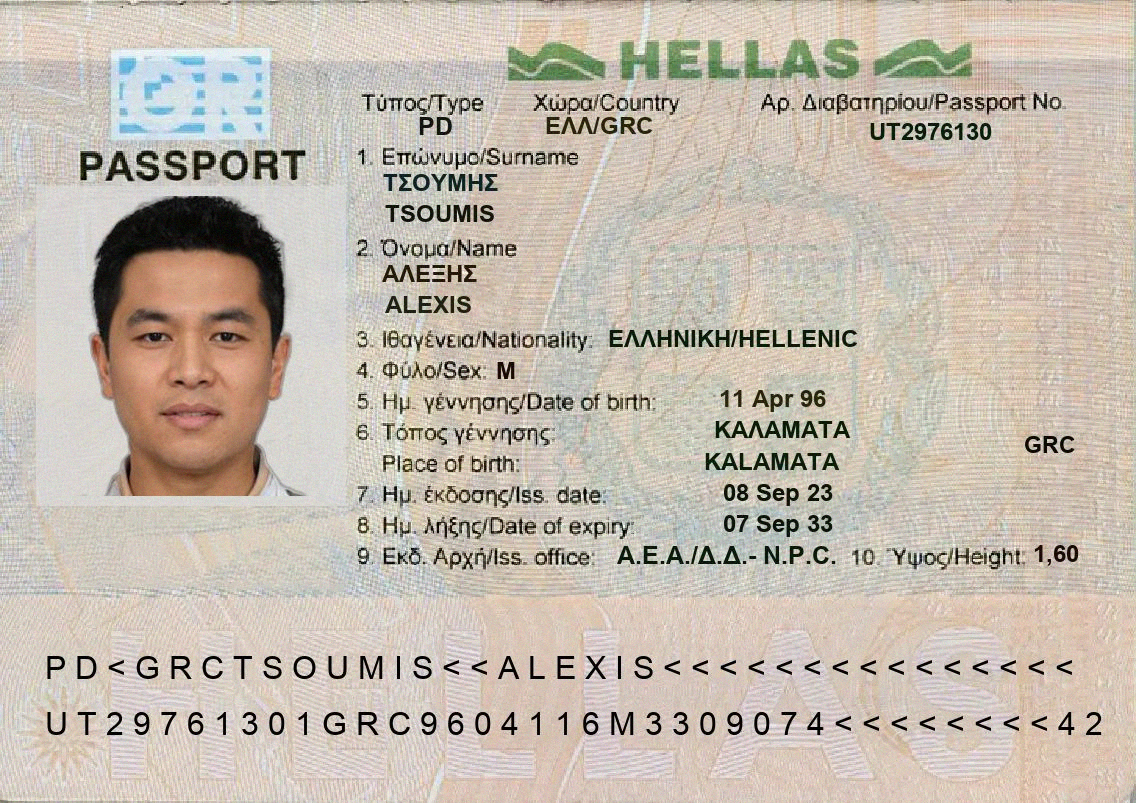 HELLAS
GR
Τύπος/Type Χώρα/Country Αρ. Διαβατηρίου/Passport No.
PD ΕΛΛ/GRC UT2976130
PASSPORT
1. Επώνυμο/Surname
ΤΣΟΥΜΗΣ
TSOUMIS
2. Όνομα/Name
ΑΛΕΞΗΣ
ALEXIS
3. Ιθαγένεια/Nationality: ΕΛΛΗΝΙΚΗ/HELLENIC
4. Φύλο/Sex: M
5. Ημ. γέννησης/Date of birth: 11 Apr 96
6. Τόπος γέννησης: ΚΑΛΑΜΑΤΑ
GRC
Place of birth: KALAMATA
7. Ημ. έκδοσης/Iss. date: 08 Sep 23
8. Ημ. λήξης/Date of expiry: 07 Sep 33
9. Εκδ. Αρχή/Iss. office: Α.Ε.Α./Δ.Δ.- N.P.C. 10. Ύψος/Height: 1,60
HELLAS
PD<GRCTSOUMIS<<ALEXIS<<<<<<<<<<<<<<<
UT29761301GRC9604116M3309074<<<<<<<<42